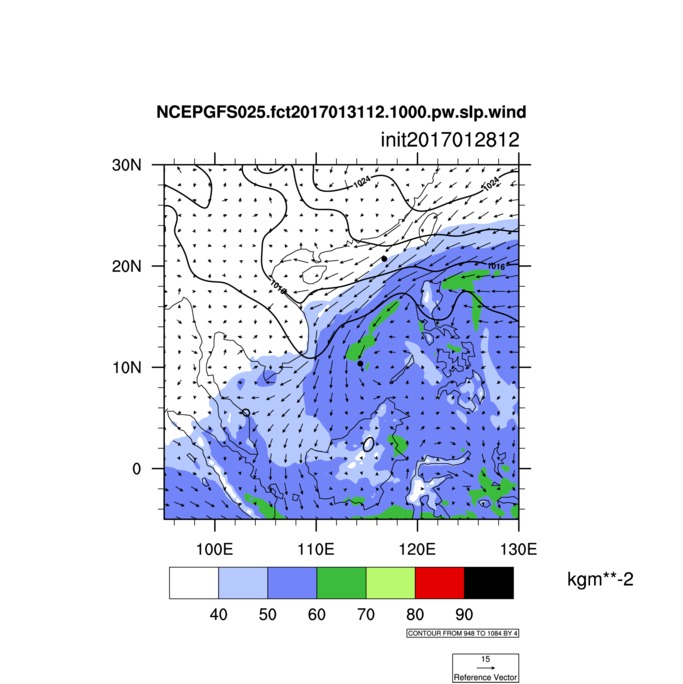 NCEPGFS025.fct2017013112.1000.pw.slp.wind
init2017012812
30N
20N
10N
0
1024
1024
1016
1016
100E 110E 120E 130E
40 50 60 70 80 90
kgm**-2
CONTOUR FROM 948 TO 1084 BY 4
15
Reference Vector